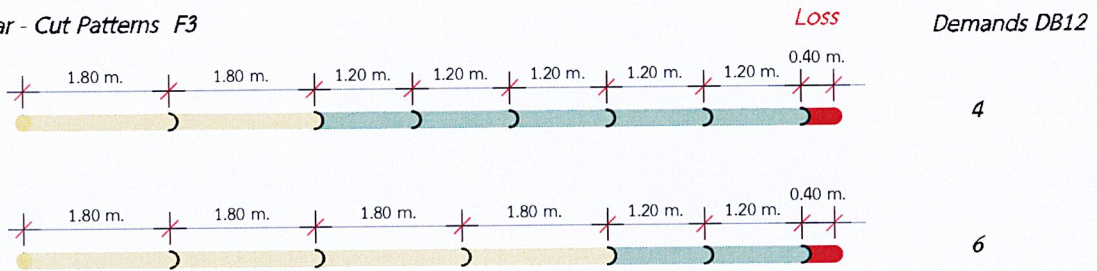 ar - Cut Patterns F3 Loss Demands DB12
1.80 m. 1.80 m. 1.20 m. 1.20 m. 1.20 m. 1.20 m. 1.20 m. 0.40 m.
4
1.80 m. 1.80 m. 1.80 m. 1.80 m. 1.20 m. 1.20 m. 0.40 m.
6